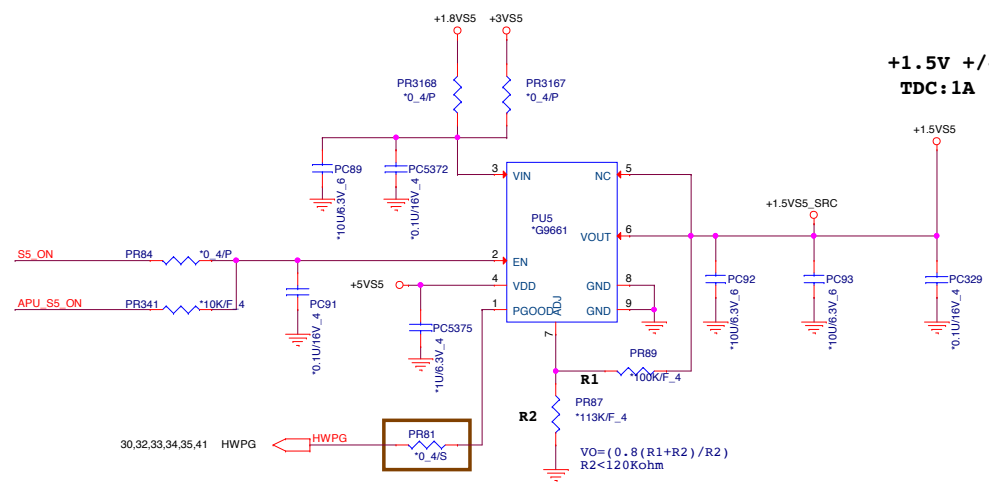 +1.8VS5
+3VS5
+1.5V +/
TDC:1A
PR3168
*0_4/P
PR3167
*0_4/P
+1.5VS5
PC89
*10U/6.3V_6
PC5372
*0.1U/16V_4
3
VIN
NC
5
PU5
*G9661
+1.5VS5_SRC
VOUT
6
S5_ON
PR84
*0_4/P
2
EN
+5VS5
4
VDD
GND
8
PC92
*10U/6.3V_6
PC93
*10U/6.3V_6
PC329
*0.1U/16V_4
APU_S5_ON
PR341
*10K/F_4
PC91
*0.1U/16V_4
1
PGOOD
ADJ
GND
9
PC5375
*1U/6.3V_4
7
PR89
R1
*100K/F_4
R2
PR87
*113K/F_4
30,32,33,34,35,41
HWPG
HWPG
PR81
*0_4/S
VO=(0.8(R1+R2)/R2)
R2<120Kohm